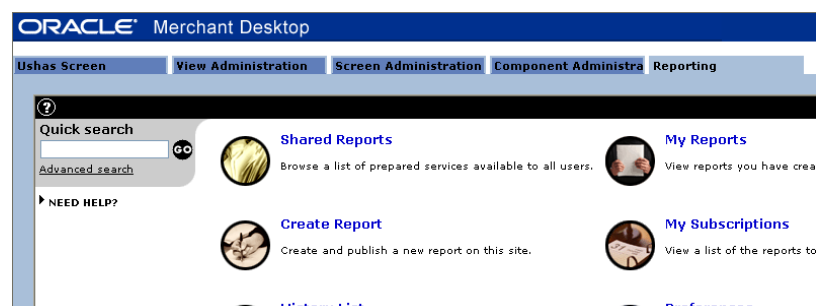 ORACLE® Merchant Desktop
Ushas Screen View Administration Screen Administration Component Administra Reporting
?
Quick search
GO
Advanced search
NEED HELP?
Shared Reports
Browse a list of prepared services available to all users.
My Reports
View reports you have crea
Create Report
Create and publish a new report on this site.
My Subscriptions
View a list of the reports to